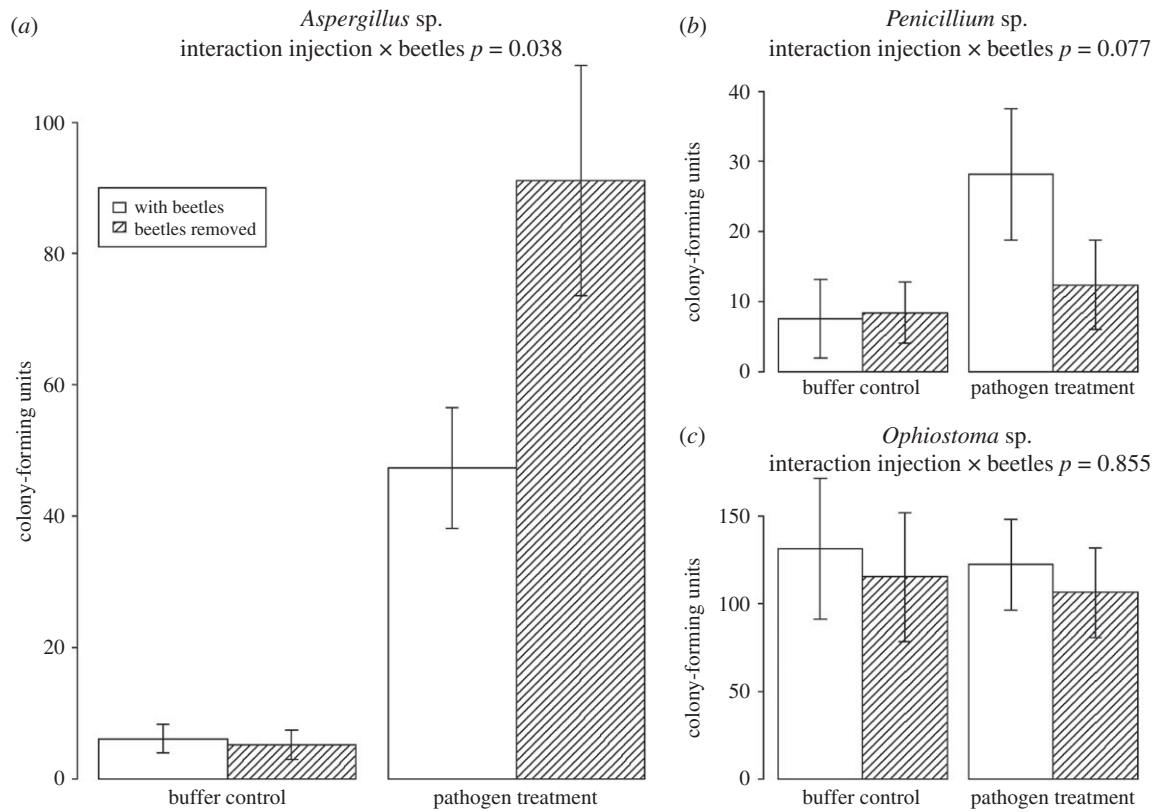 (a)
Aspergillus sp.
interaction injection × beetles p = 0.038
colony-forming units
100
80
60
40
20
0
with beetles
beetles removed
buffer control
pathogen treatment
(b)
Penicillium sp.
interaction injection × beetles p = 0.077
colony-forming units
40
30
20
10
0
buffer control
pathogen treatment
(c)
Ophiostoma sp.
interaction injection × beetles p = 0.855
colony-forming units
150
100
50
0
buffer control
pathogen treatment